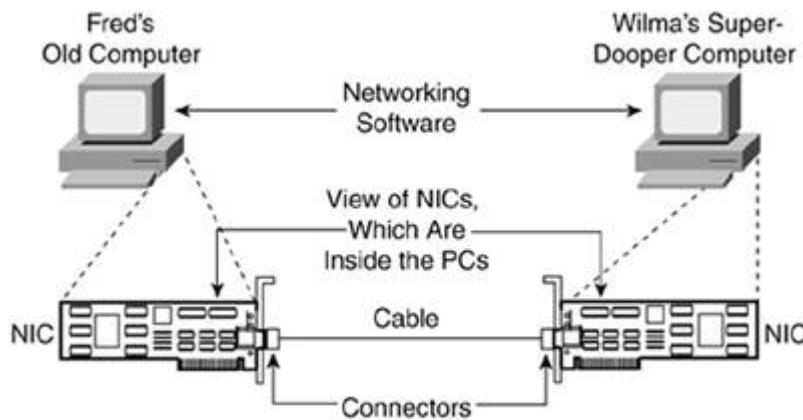 Fred's
Old Computer
Wilma's Super-
Dooper Computer
Networking
Software
View of NICs,
Which Are
Inside the PCs
NIC
Cable
NIC
Connectors